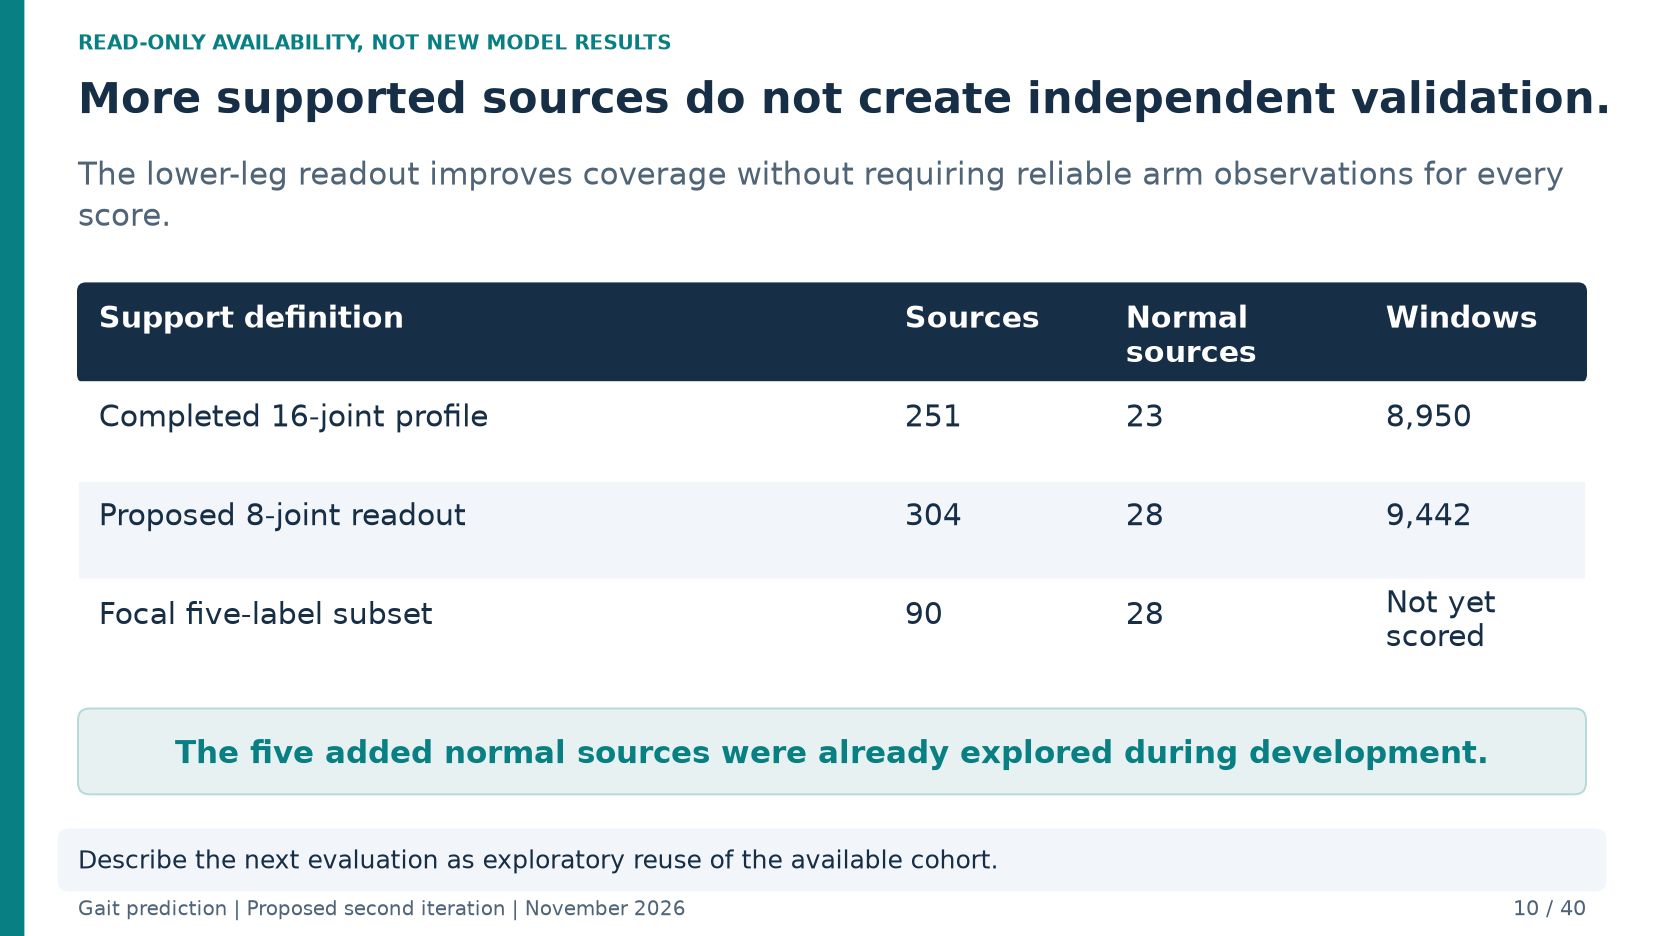 READ-ONLY AVAILABILITY, NOT NEW MODEL RESULTS
More supported sources do not create independent validation.
The lower-leg readout improves coverage without requiring reliable arm observations for every
score.
Support definition Sources Normal sources Windows
Completed 16-joint profile 251 23 8,950
Proposed 8-joint readout 304 28 9,442
Focal five-label subset 90 28 Not yet scored
The five added normal sources were already explored during development.
Describe the next evaluation as exploratory reuse of the available cohort.
Gait prediction | Proposed second iteration | November 2026 10 / 40